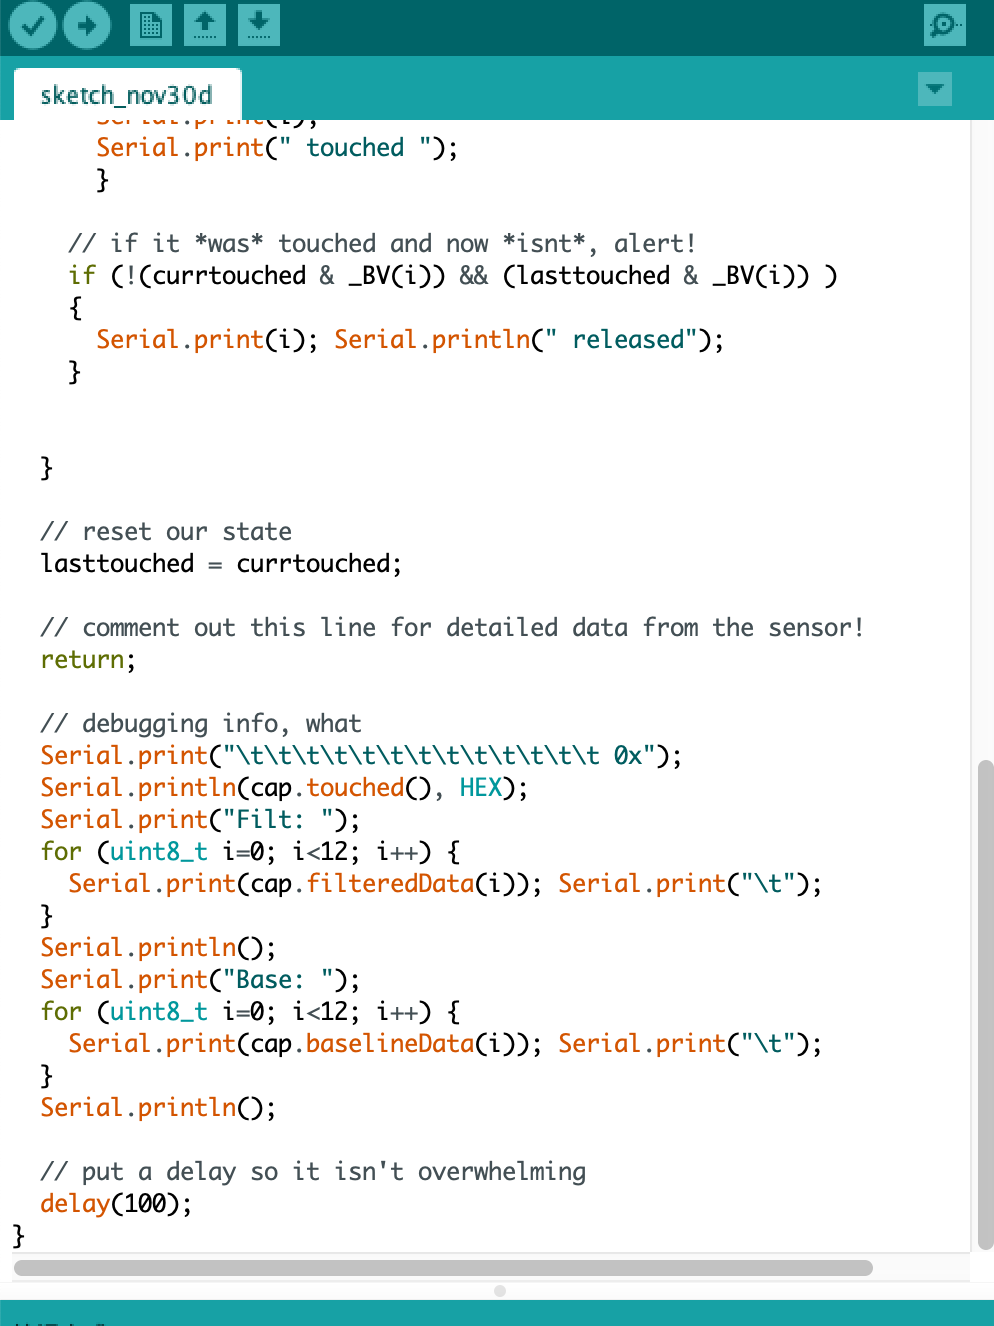 sketch_nov30d
Serial.print(i);
Serial.print(" touched ");
}
// if it *was* touched and now *isnt*, alert!
if (!(currtouched & _BV(i)) && (lasttouched & _BV(i)) )
{
Serial.print(i); Serial.println(" released");
}
}
// reset our state
lasttouched = currtouched;
// comment out this line for detailed data from the sensor!
return;
// debugging info, what
Serial.print("\t\t\t\t\t\t\t\t\t\t\t\t\t 0x");
Serial.println(cap.touched(), HEX);
Serial.print("Filt: ");
for (uint8_t i=0; i<12; i++) {
Serial.print(cap.filteredData(i)); Serial.print("\t");
}
Serial.println();
Serial.print("Base: ");
for (uint8_t i=0; i<12; i++) {
Serial.print(cap.baselineData(i)); Serial.print("\t");
}
Serial.println();
// put a delay so it isn't overwhelming
delay(100);
}